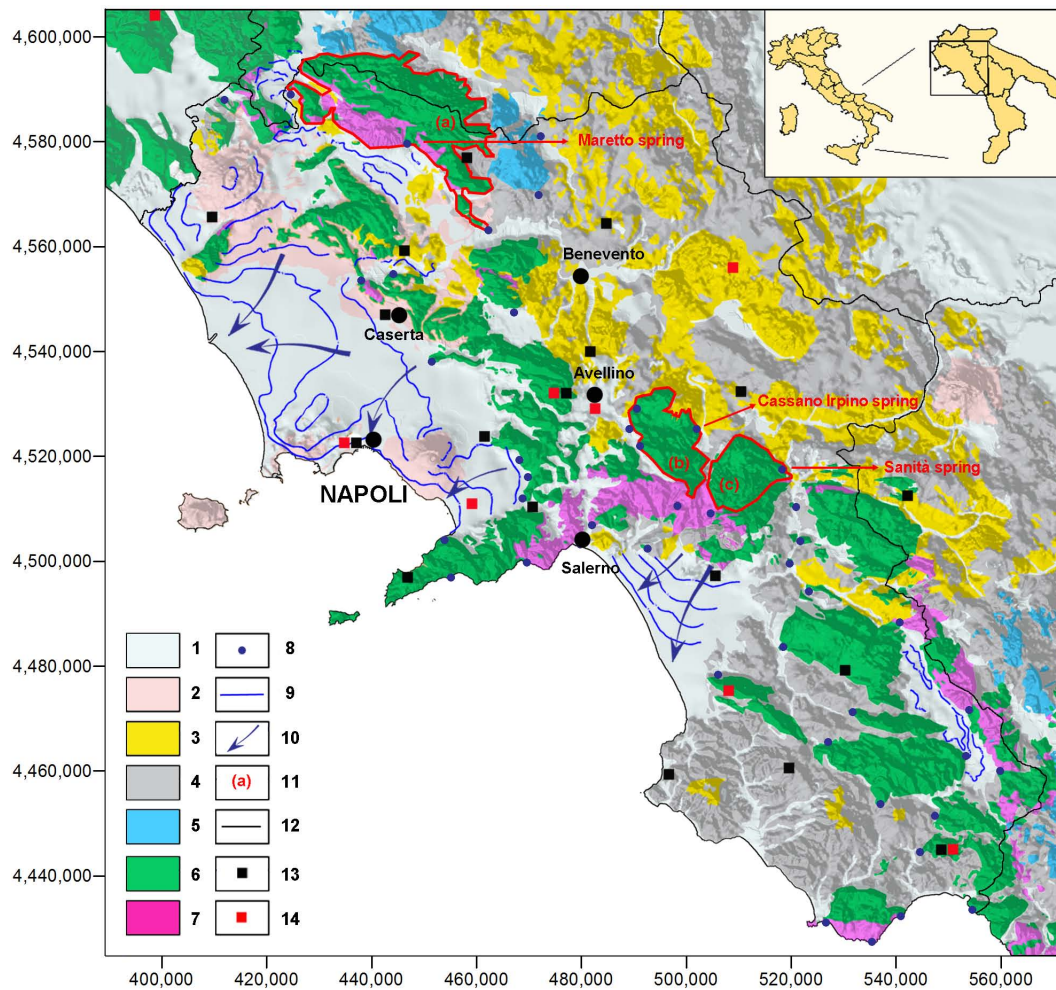 4,600,000
4,580,000
4,560,000
4,540,000
4,520,000
4,500,000
4,480,000
4,460,000
4,440,000
(a)
Maretto spring
Benevento
Caserta
Avellino
Cassano Irpino spring
(b)
(c)
Sanità spring
NAPOLI
Salerno
1 8
2 9
3 10
4 (a) 11
5 12
6 13
7 14
400,000 420,000 440,000 460,000 480,000 500,000 520,000 540,000 560,000